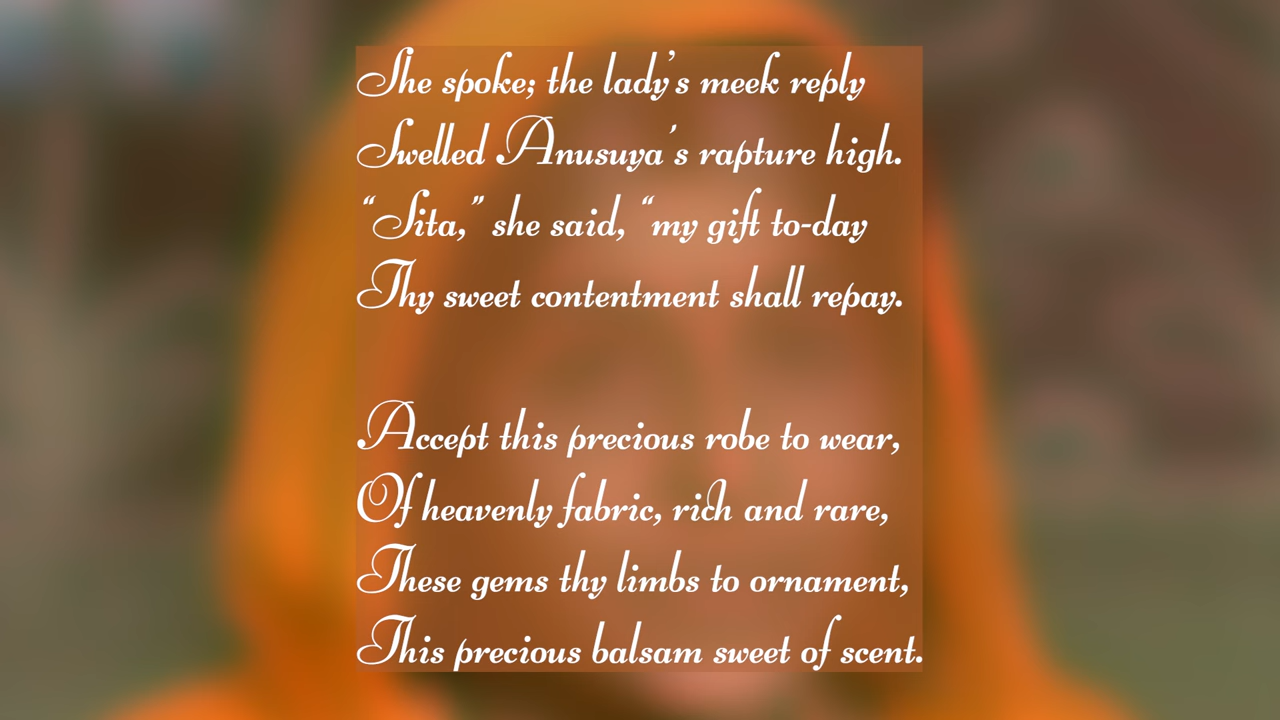 She spoke; the lady's meek reply
Swelled Anusuya's rapture high.
“Sita,” she said, “my gift to-day
Thy sweet contentment shall repay.
Accept this precious robe to wear,
Of heavenly fabric, rich and rare,
These gems thy limbs to ornament,
This precious balsam sweet of scent.